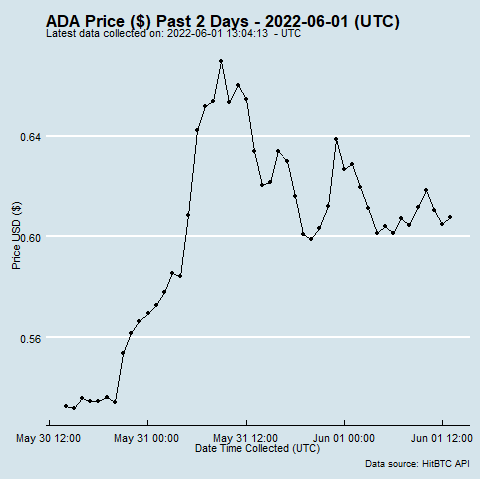 ADA Price ($) Past 2 Days - 2022-06-01 (UTC)
Latest data collected on: 2022-06-01 13:04:13 - UTC
0.64
0.60
0.56
Price USD ($)
May 30 12:00
May 31 00:00
May 31 12:00
Jun 01 00:00
Jun 01 12:00
Date Time Collected (UTC)
Data source: HitBTC API